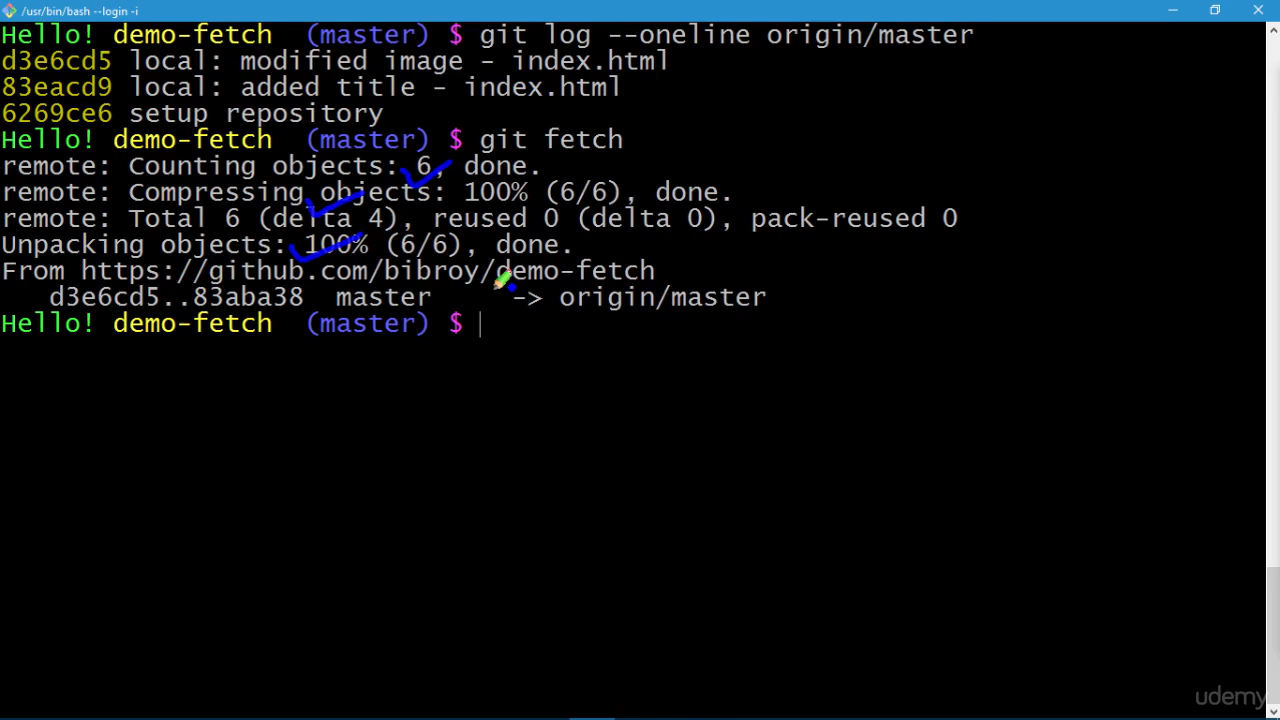 /usr/bin/bash --login -i
Hello! demo-fetch (master) $ git log --oneline origin/master
d3e6cd5 local: modified image - index.html
83eacd9 local: added title - index.html
6269ce6 setup repository
Hello! demo-fetch (master) $ git fetch
remote: Counting objects: 6, done.
remote: Compressing objects: 100% (6/6), done.
remote: Total 6 (delta 4), reused 0 (delta 0), pack-reused 0
Unpacking objects: 100% (6/6), done.
From https://github.com/bibroy/demo-fetch
d3e6cd5..83aba38 master -> origin/master
Hello! demo-fetch (master) $
udemy